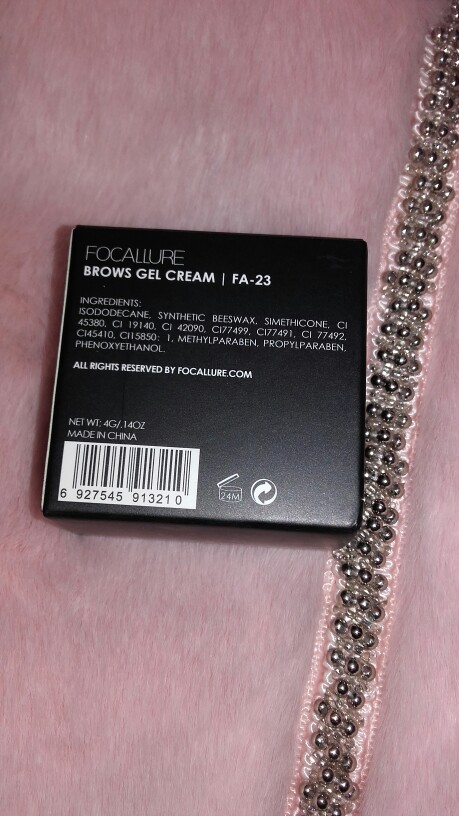 FOCALLURE
BROWS GEL CREAM | FA-23
INGREDIENTS:
ISODODECANE, SYNTHETIC BEESWAX, SIMETHICONE, CI
45380, CI 19140, CI 42090, CI77499, CI77491, CI 77492,
CI45410, CI15850: 1, METHYLPARABEN, PROPYLPARABEN,
PHENOXYETHANOL.
ALL RIGHTS RESERVED BY FOCALLURE.COM
NET WT: 4G/.14OZ
MADE IN CHINA
6 927545 913210
24M